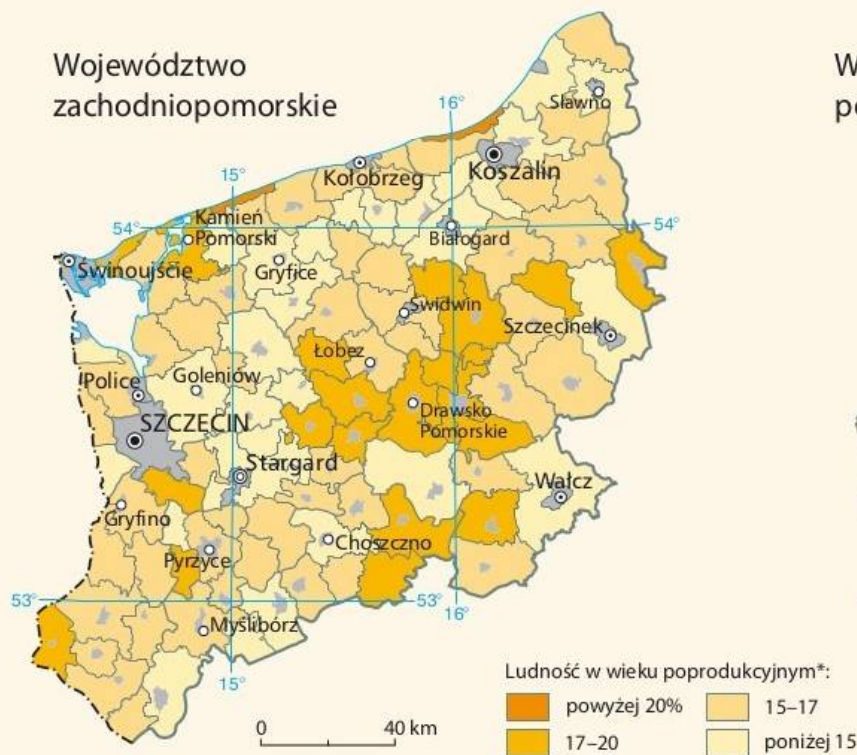 Województwo
zachodniopomorskie
W
p
16°
Sławno
Koszalin
Kołobrzeg
15°
54°
Kamień
Pomorski
54°
Białogard
Świnoujście
Gryfice
Świdwin
Szczecinek
Łobez
Police
Goleniów
Drawsko
Pomorskie
SZCZECIN
Stargard
Wałcz
Gryfino
Choszczno
Pyrzyce
53°
53°
16°
Myślibórz
15°
Ludność w wieku poprodukcyjnym*:
powyżej 20%
15–17
17–20
poniżej 15
0
40 km